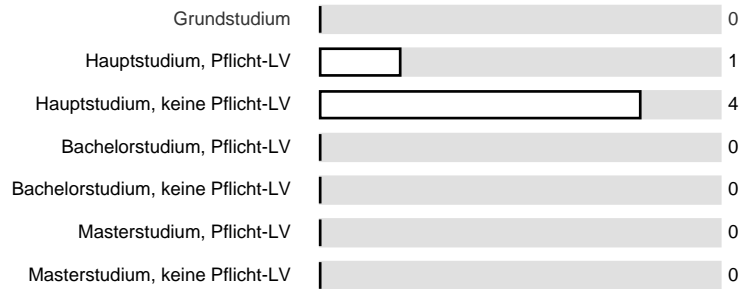 Grundstudium 0
Hauptstudium, Pflicht-LV 1
Hauptstudium, keine Pflicht-LV 4
Bachelorstudium, Pflicht-LV 0
Bachelorstudium, keine Pflicht-LV 0
Masterstudium, Pflicht-LV 0
Masterstudium, keine Pflicht-LV 0